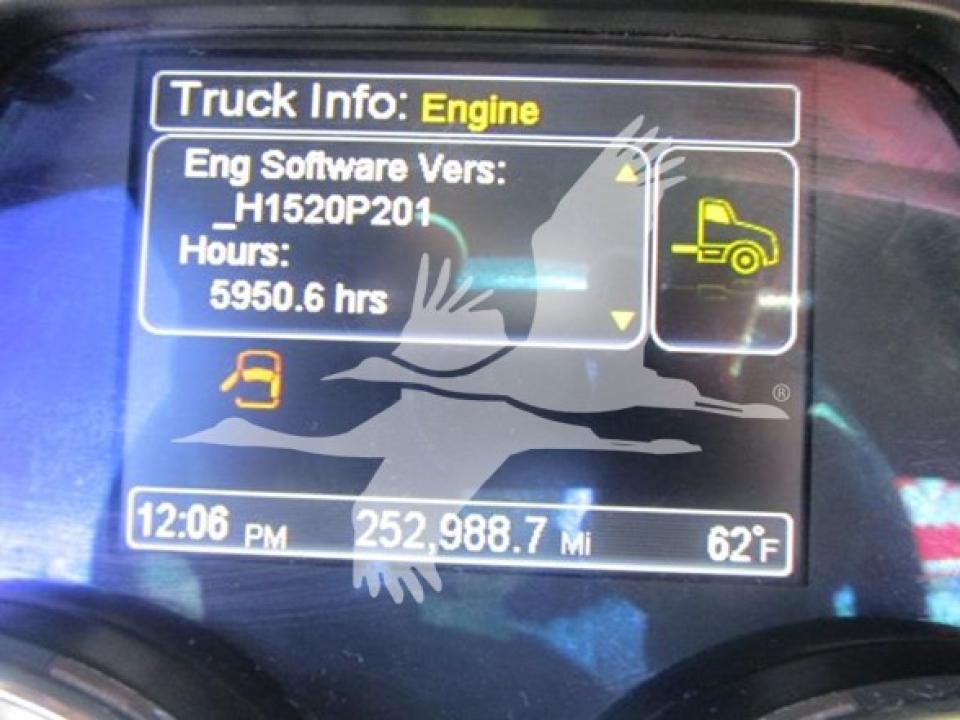 Truck Info: Engine
Eng Software Vers:
_H1520P201
Hours:
5950.6 hrs
®
12:06 PM 252,988.7 Mi 62°F